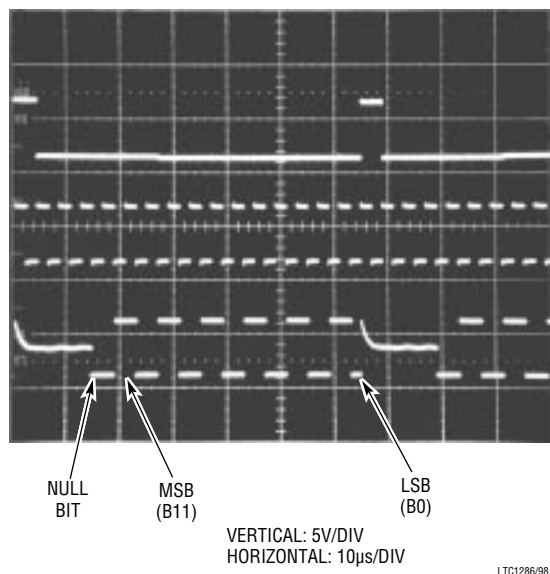 NULL
BIT
MSB
(B11)
LSB
(B0)
VERTICAL: 5V/DIV
HORIZONTAL: 10µs/DIV
LTC1286/98